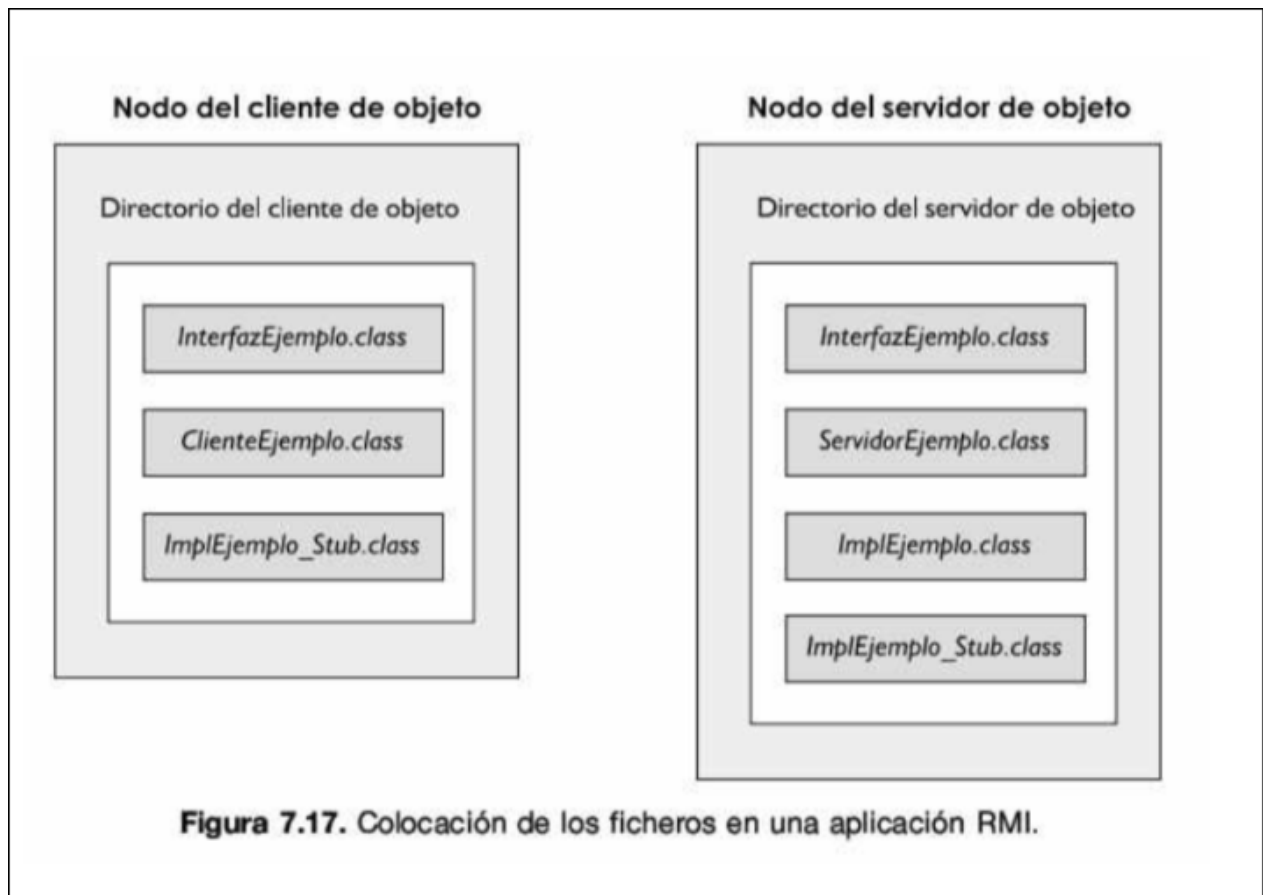 Nodo del cliente de objeto
Directorio del cliente de objeto
InterfazEjemplo.class
ClienteEjemplo.class
ImplEjemplo_Stub.class
Nodo del servidor de objeto
Directorio del servidor de objeto
InterfazEjemplo.class
ServidorEjemplo.class
ImplEjemplo.class
ImplEjemplo_Stub.class
Figura 7.17. Colocación de los ficheros en una aplicación RMI.